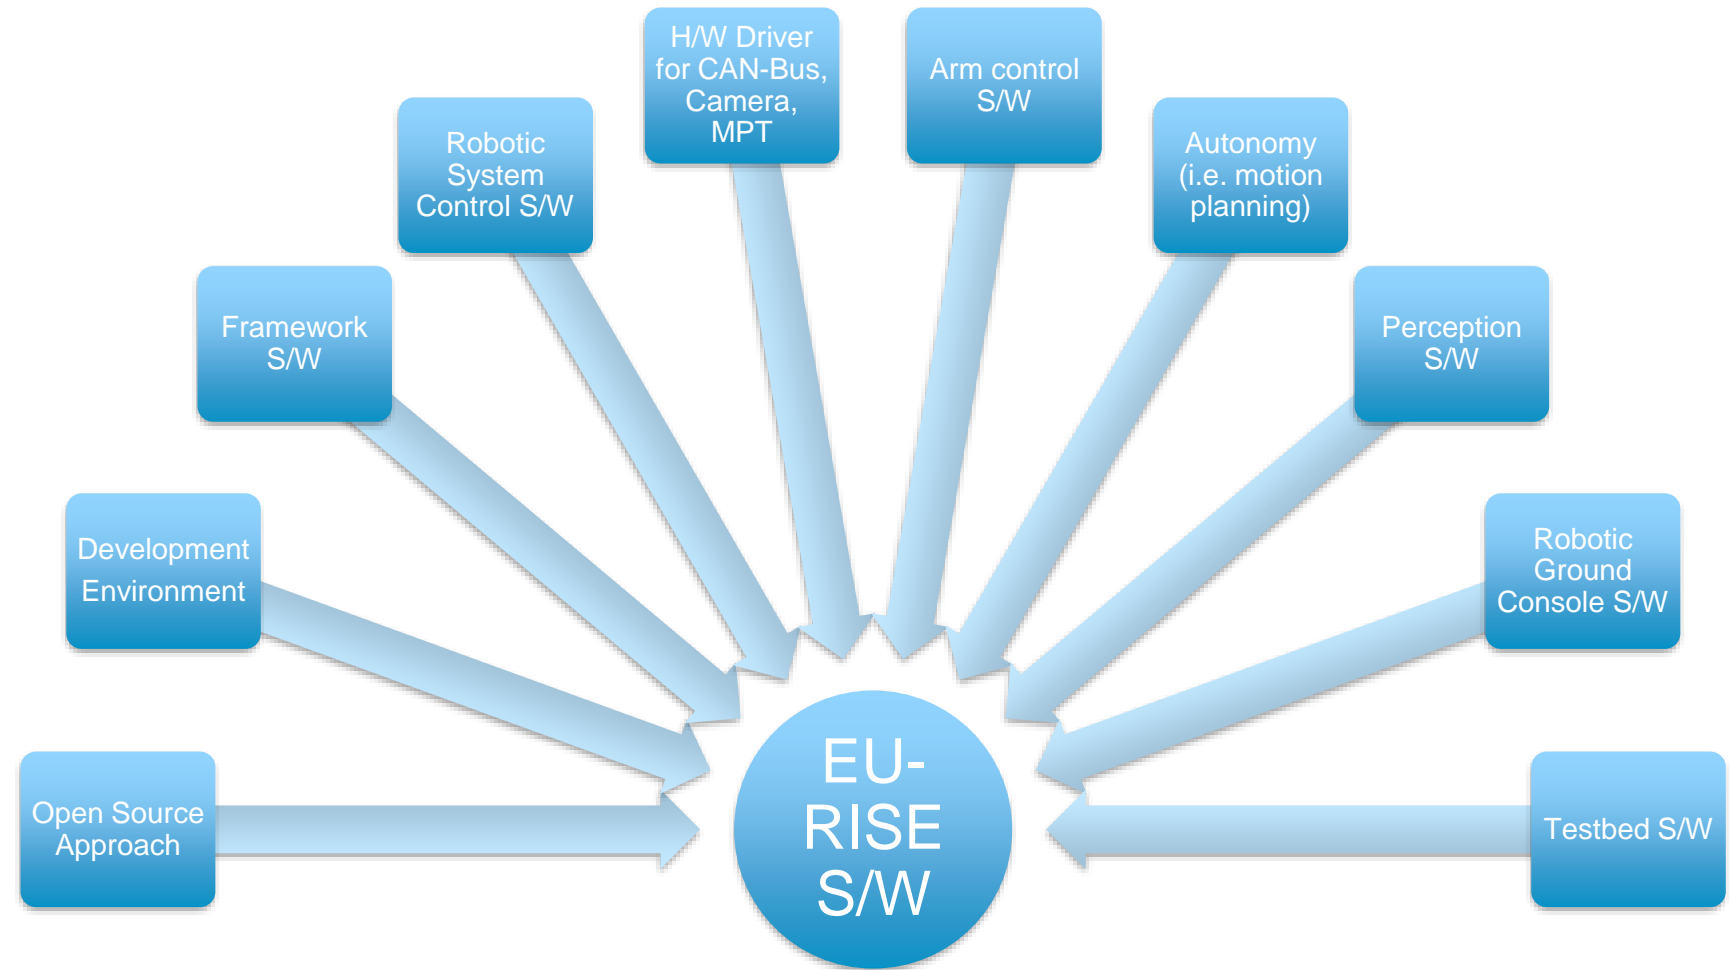 Open Source
Approach
Development
Environment
Framework
S/W
Robotic
System
Control S/W
H/W Driver
for CAN-Bus,
Camera,
MPT
Arm control
S/W
Autonomy
(i.e. motion
planning)
Perception
S/W
Robotic
Ground
Console S/W
Testbed S/W
EU-
RISE
S/W